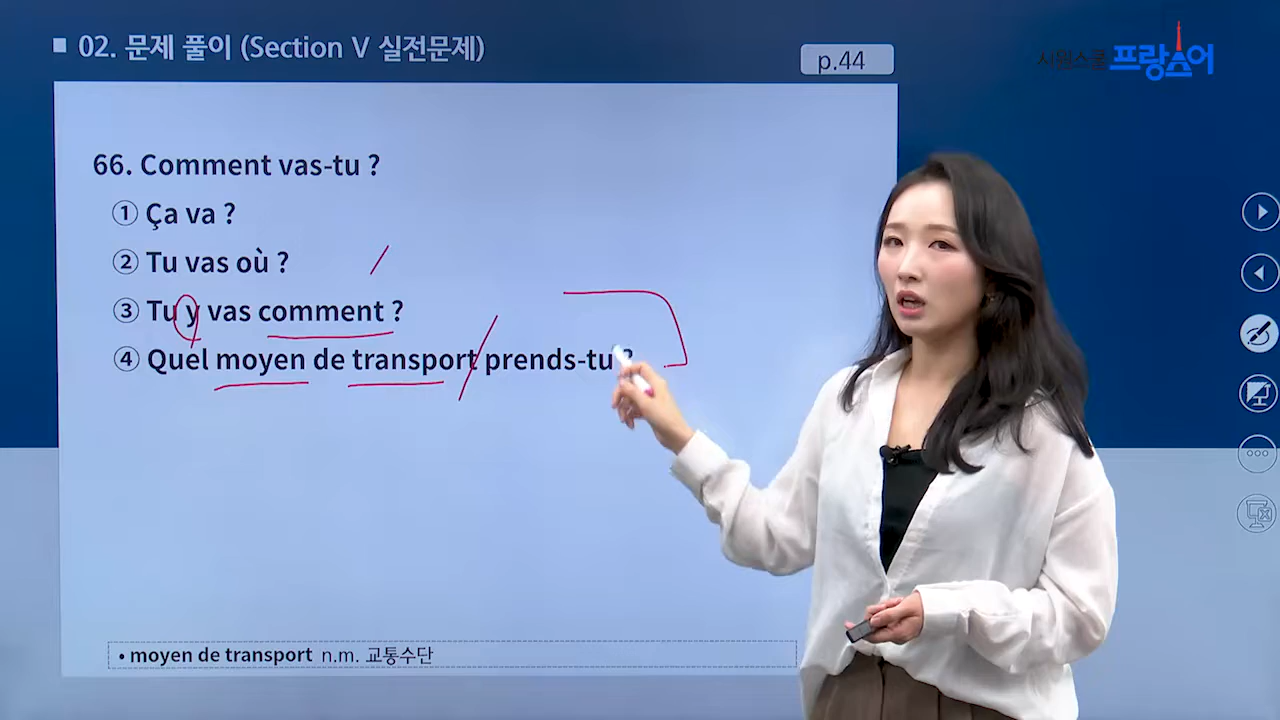 02. 문제 풀이 (Section V 실전문제)
p.44
시원스쿨 프랑스어
66. Comment vas-tu ?
① Ça va ?
② Tu vas où ?
③ Tu y vas comment ?
④ Quel moyen de transport prends-tu ?
• moyen de transport n.m. 교통수단